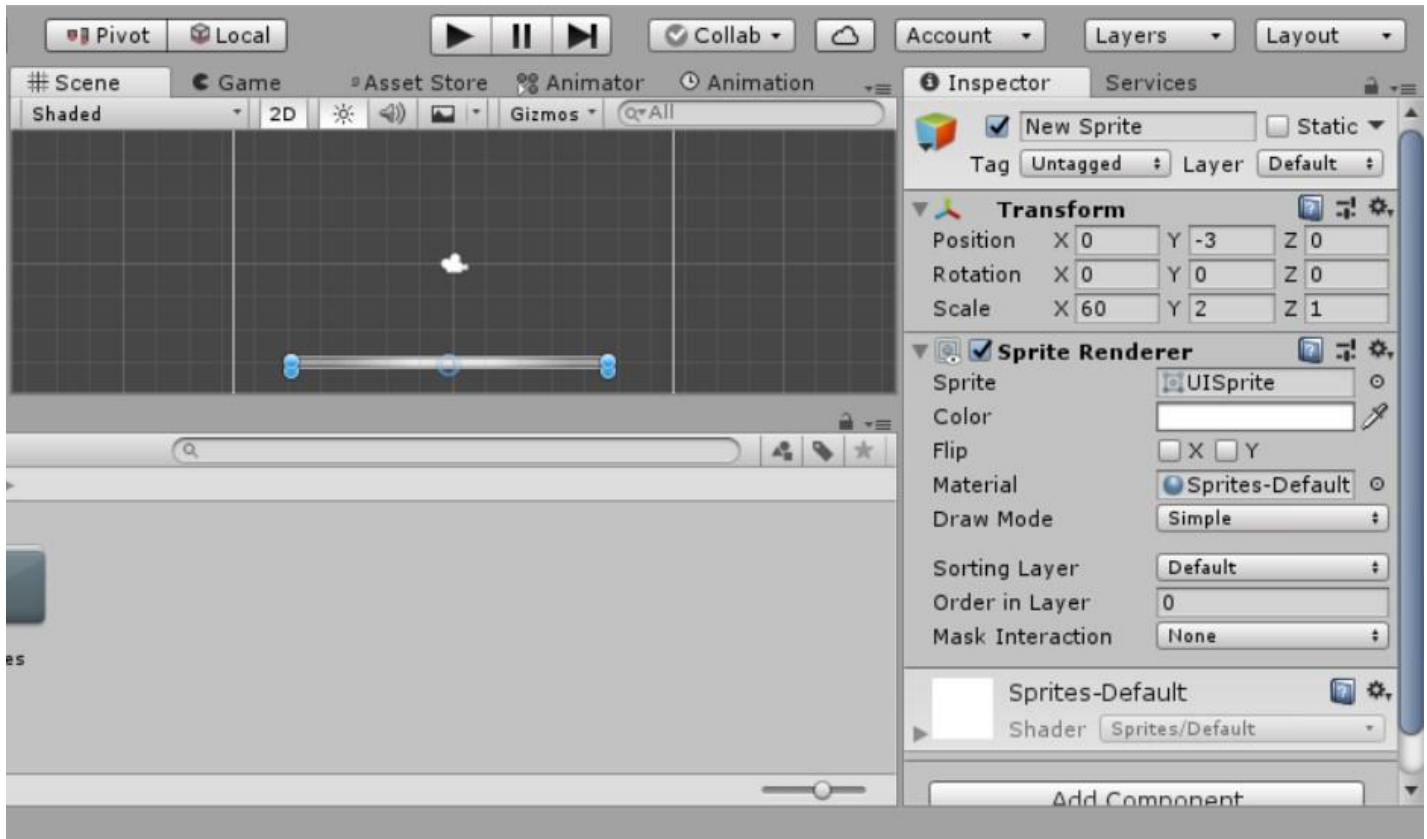 Pivot Local Collab Account Layers Layout
Scene Game Asset Store Animator Animation
Shaded 2D Gizmos All
Inspector Services
New Sprite Static
Tag Untagged Layer Default
Transform
Position X 0 Y -3 Z 0
Rotation X 0 Y 0 Z 0
Scale X 60 Y 2 Z 1
Sprite Renderer
Sprite UISprite
Color
Flip X Y
Material Sprites-Default
Draw Mode Simple
Sorting Layer Default
Order in Layer 0
Mask Interaction None
es
Sprites-Default
Shader Sprites/Default
Add Component